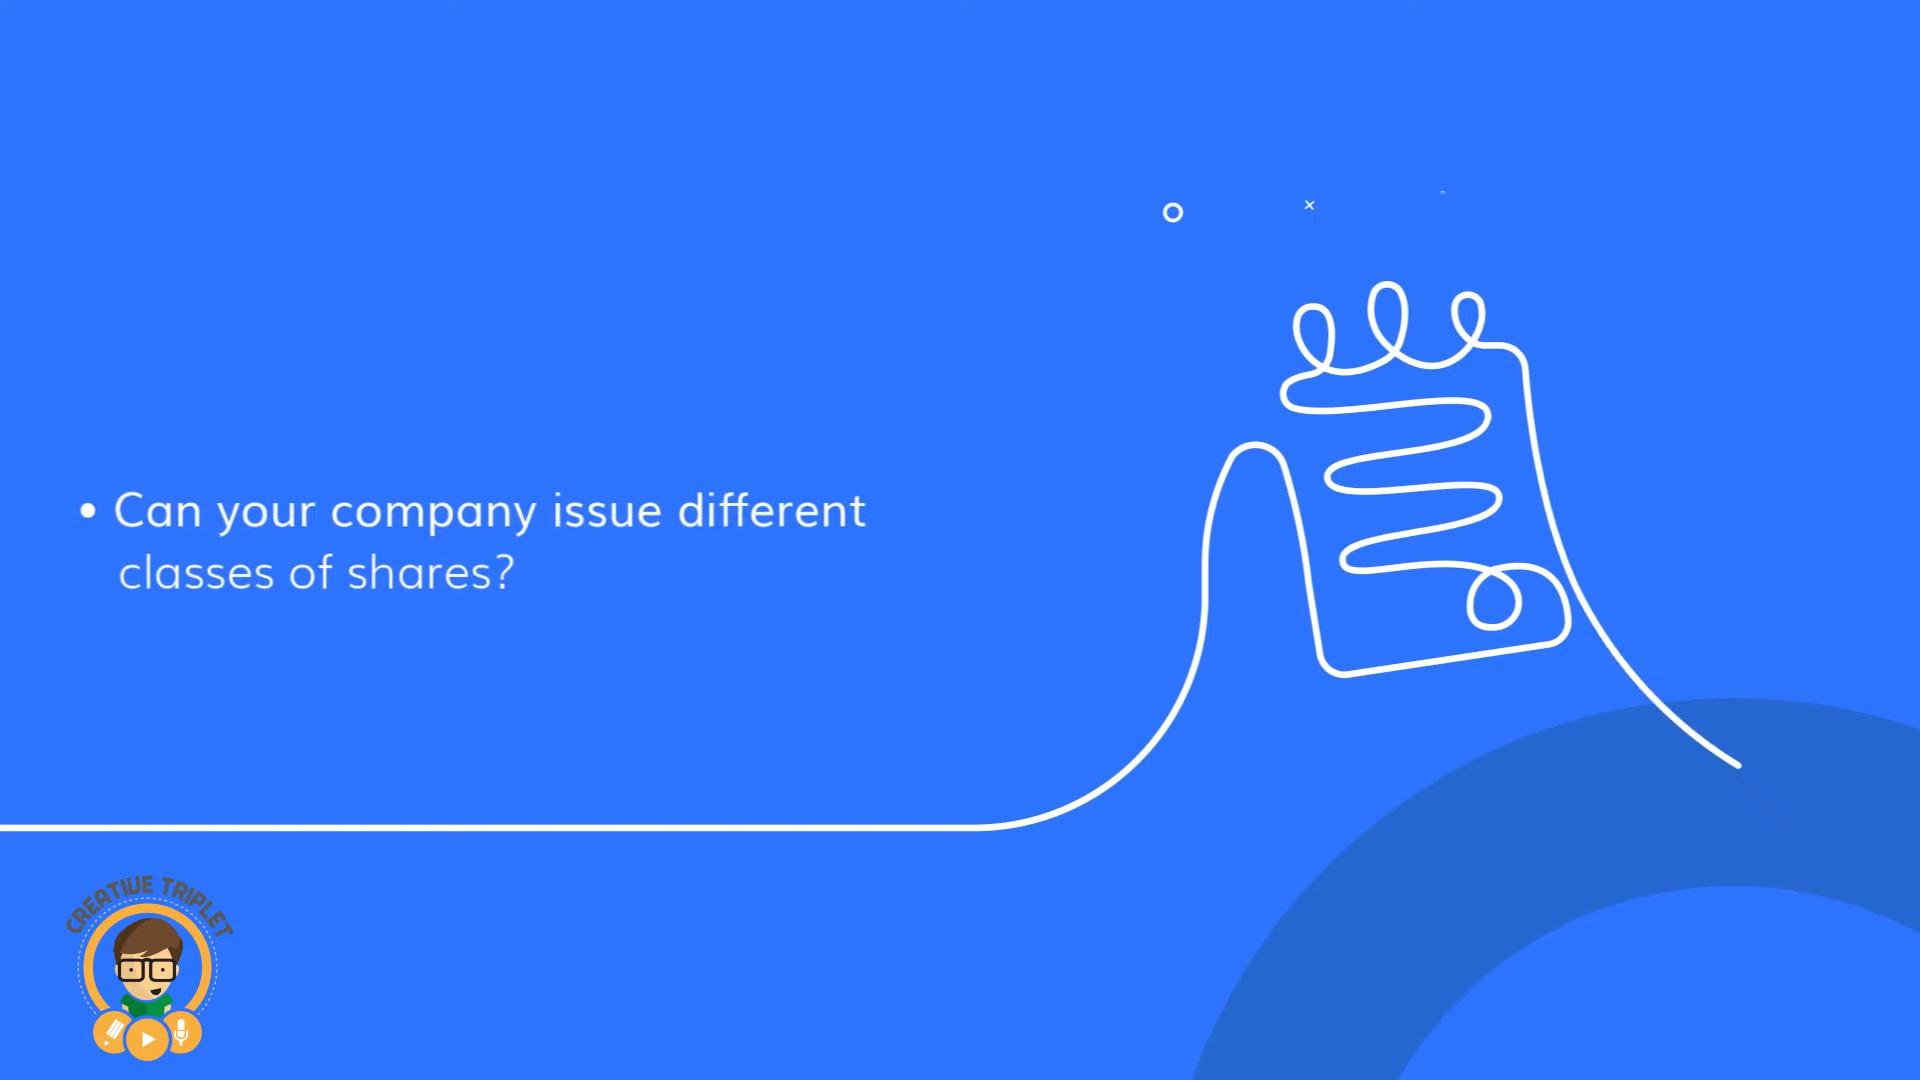 • Can your company issue different
classes of shares?
CREATIVE TRIPLET